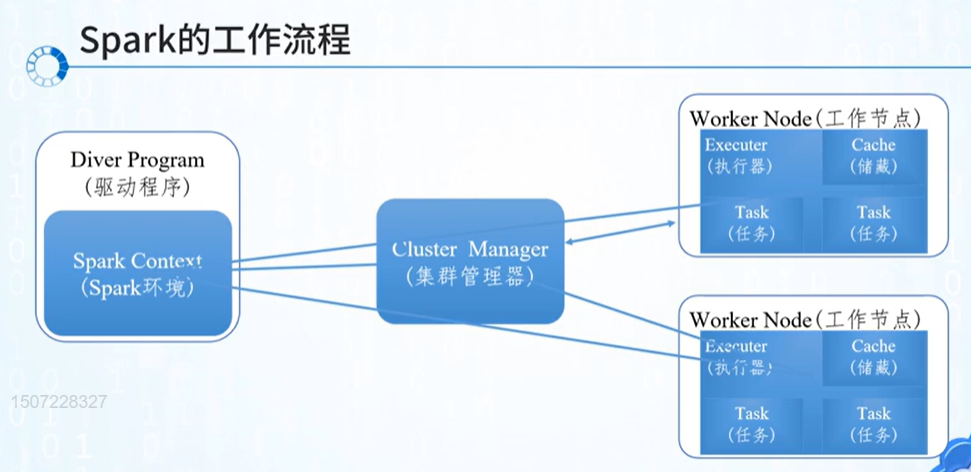 Spark的工作流程
Diver Program
(驱动程序)
Spark Context
(Spark环境)
Cluster Manager
(集群管理器)
Worker Node(工作节点)
Executer
(执行器)
Cache
(储藏)
Task
(任务)
Task
(任务)
Worker Node(工作节点)
Executer
(执行器)
Cache
(储藏)
Task
(任务)
Task
(任务)
1507228327